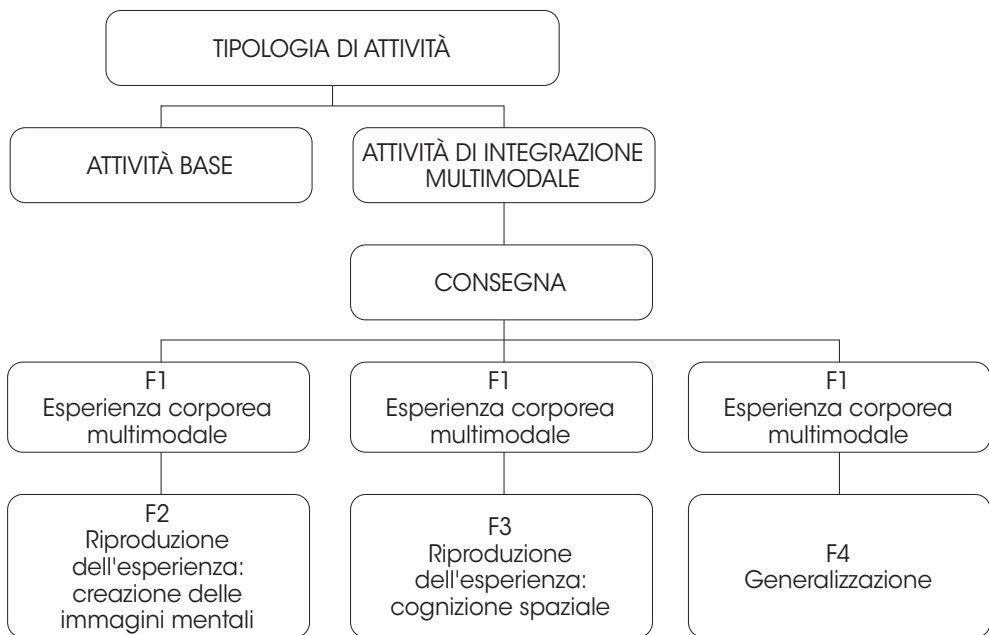 TIPOLOGIA DI ATTIVITÀ
ATTIVITÀ BASE
ATTIVITÀ DI INTEGRAZIONE
MULTIMODALE
CONSEGNA
F1
Esperienza corporea
multimodale
F1
Esperienza corporea
multimodale
F1
Esperienza corporea
multimodale
F2
Riproduzione
dell'esperienza:
creazione delle
immagini mentali
F3
Riproduzione
dell'esperienza:
cognizione spaziale
F4
Generalizzazione